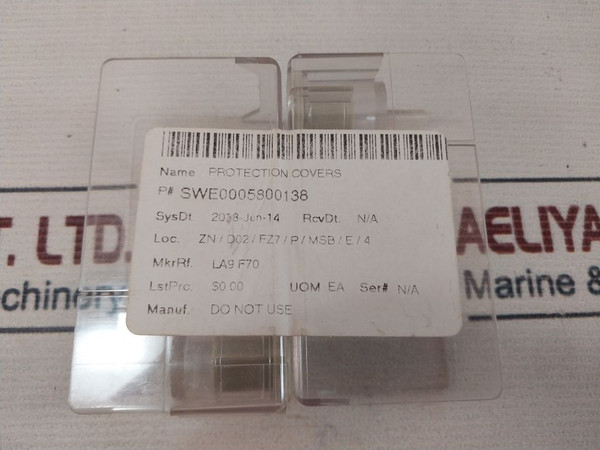 Name PROTECTION COVERS
P# SWE0005800138
SysDt. 2018-Jun-14 RcvDt. N/A
Loc. ZN / D02 / FZ7 / P / MSB / E / 4
MkrRf. LA9 F70
LstPrc. $0.00 UOM EA Ser# N/A
Manuf. DO NOT USE
T. LTD. AELIYA
chinery Marine &